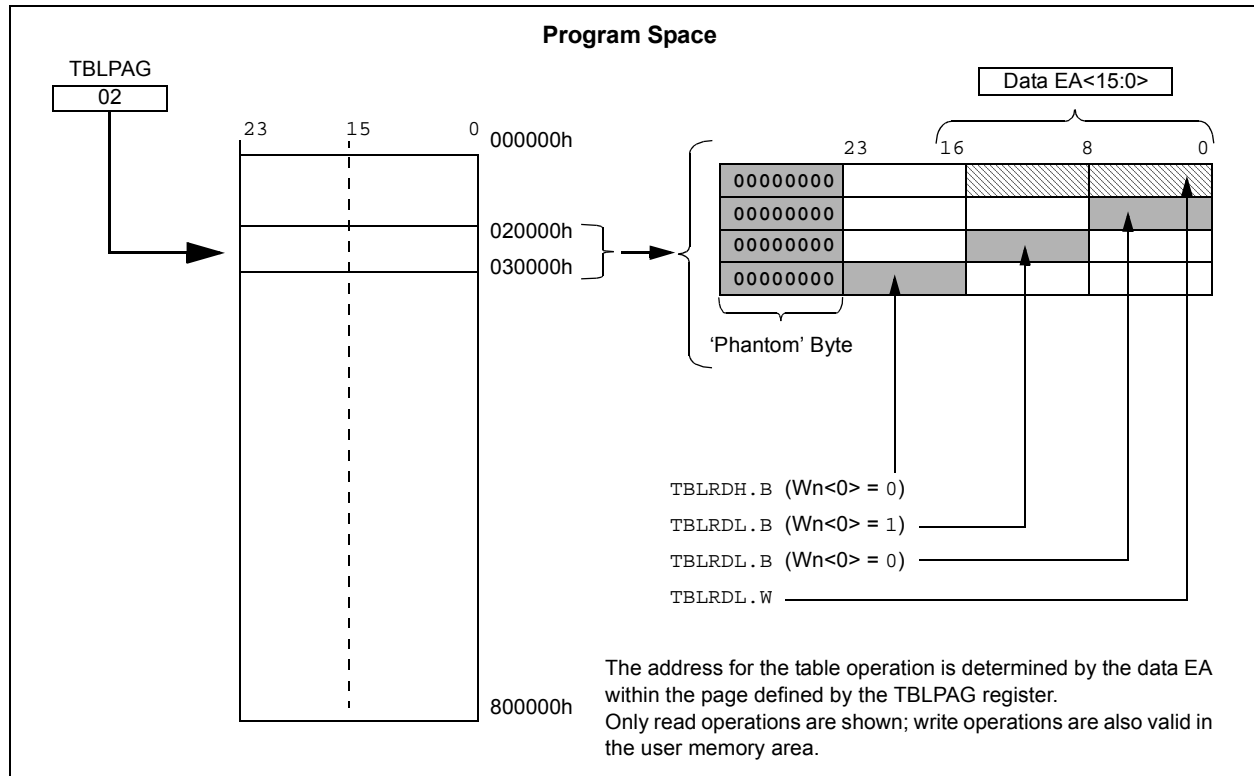 Program Space
TBLPAG
02
Data EA<15:0>
23 15 0
000000h
23 16 8 0
00000000
00000000
00000000
00000000
020000h
030000h
‘Phantom’ Byte
TBLRDH.B (Wn<0> = 0)
TBLRDL.B (Wn<0> = 1)
TBLRDL.B (Wn<0> = 0)
TBLRDL.W
800000h
The address for the table operation is determined by the data EA
within the page defined by the TBLPAG register.
Only read operations are shown; write operations are also valid in
the user memory area.